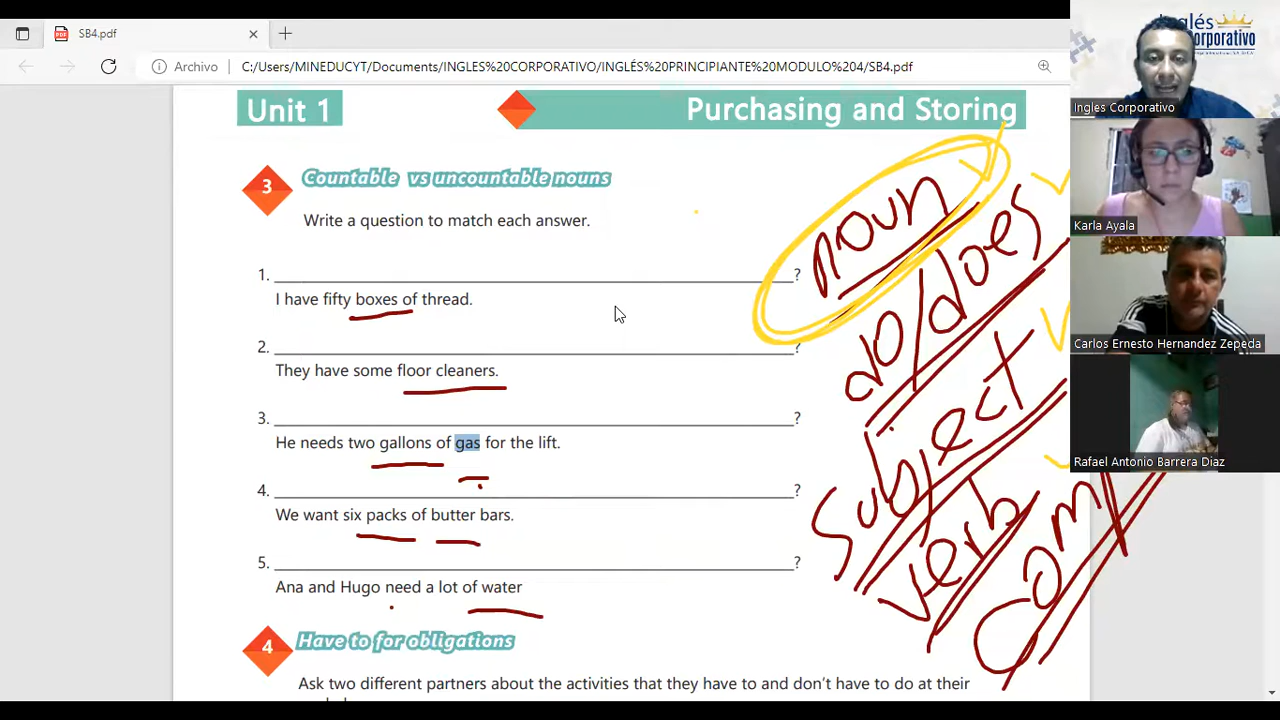 SB4.pdf
Archivo
C:/Users/MINEDUCYT/Documents/INGLES%20CORPORATIVO/INGLÉS%20PRINCIPIANTE%20MODULO%204/SB4.pdf
Unit 1
Purchasing and Storing
3
Countable vs uncountable nouns
Write a question to match each answer.
1. ?
I have fifty boxes of thread.
2. ?
They have some floor cleaners.
3. ?
He needs two gallons of gas for the lift.
4. ?
We want six packs of butter bars.
5. ?
Ana and Hugo need a lot of water
4
Have to for obligations
Ask two different partners about the activities that they have to and don't have to do at their
noun
do/does
Subject
Verb
Com
Inglés
Corporativo
Ingles Corporativo
Karla Ayala
Carlos Ernesto Hernandez Zepeda
Rafael Antonio Barrera Diaz